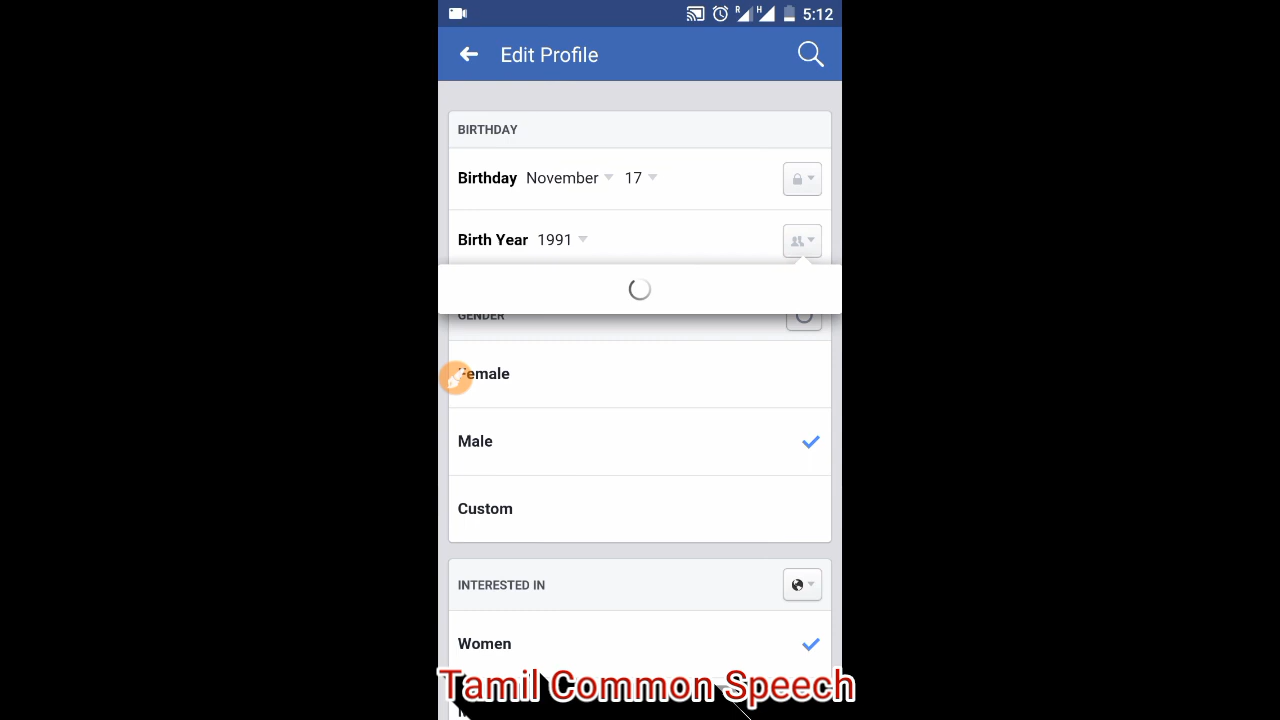 R H 5:12
Edit Profile
BIRTHDAY
Birthday November 17
Birth Year 1991
GENDER
Female
Male
Custom
INTERESTED IN
Women
Tamil Common Speech